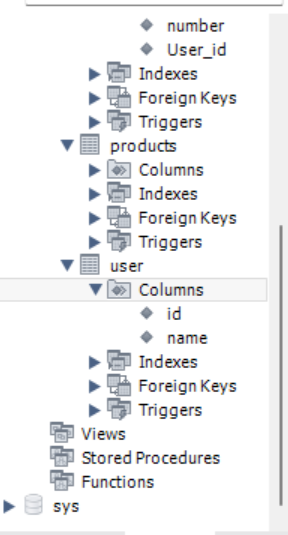 number
User_id
Indexes
Foreign Keys
Triggers
products
Columns
Indexes
Foreign Keys
Triggers
user
Columns
id
name
Indexes
Foreign Keys
Triggers
Views
Stored Procedures
Functions
sys